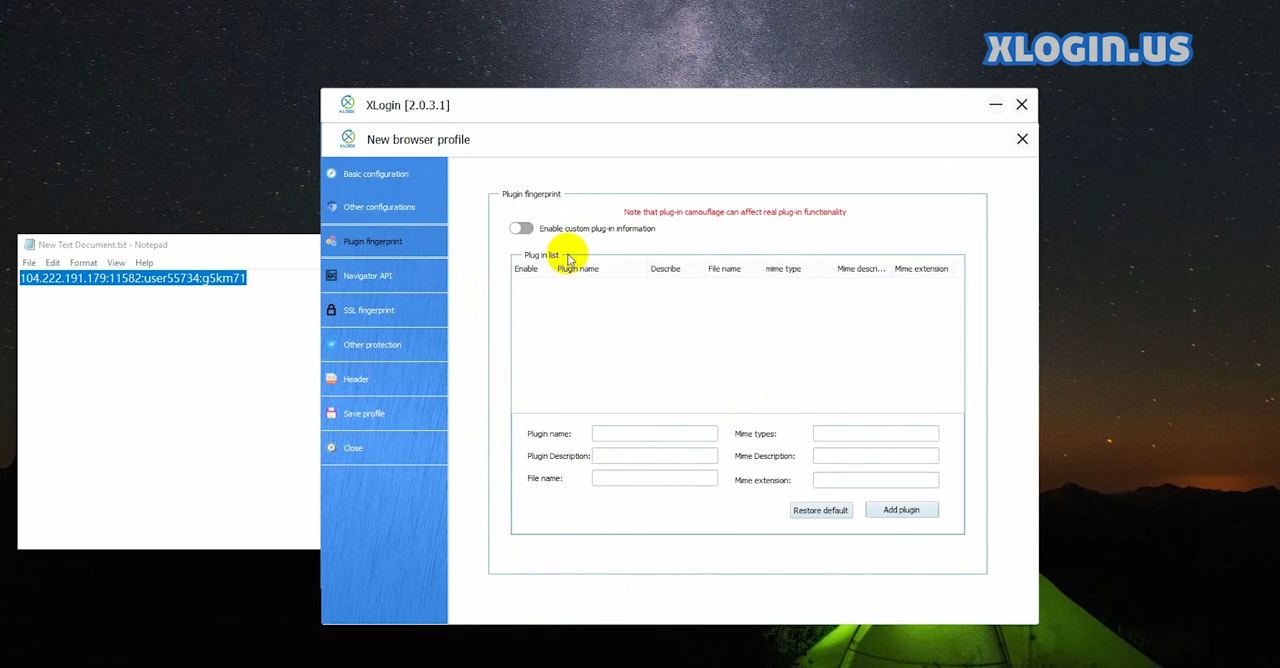 XLOGIN.US
XLogin [2.0.3.1]
New browser profile
Basic configuration
Other configurations
Plugin fingerprint
Navigator API
SSL fingerprint
Other protection
Header
Save profile
Close
New Text Document.txt - Notepad
File Edit Format View Help
104.222.191.179:11582:user55734:g5km71
Plugin fingerprint
Note that plug-in camouflage can affect real plug-in functionality
Enable custom plug-in information
Plug in list
Enable Plugin name Describe File name mime type Mime descri... Mime extension
Plugin name: Mime types:
Plugin Description: Mime Description:
File name: Mime extension:
Restore default Add plugin